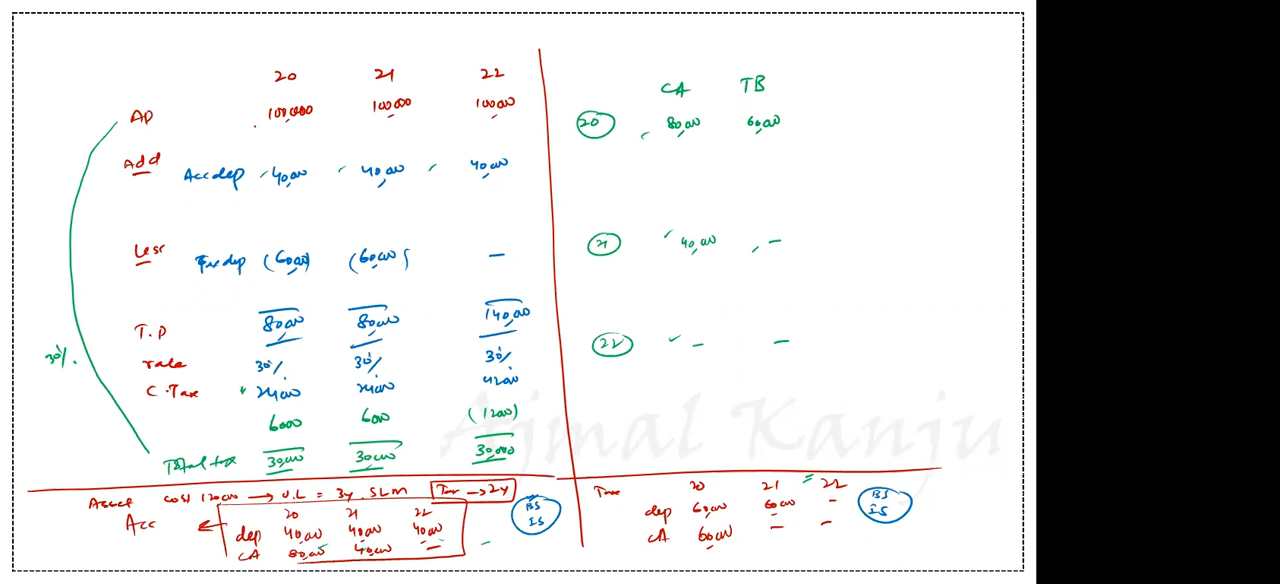 20 21 22
AP 100,000 100,000 100,000
Add
Acc dep 40,000 40,000 40,000
Less
Tax dep (60,000) (60,000) —
T.P 80,000 80,000 140,000
rate 30% 30% 30%
C.Tax 24,000 24,000 42,000
6000 6000 (12,000)
Total tax 30,000 30,000 30,000
30%
CA TB
20 80,000 60,000
21 40,000 —
22 — —
Ajmal Kanju
Asset cost 120,000 → U.L = 3y. SLM Tax → 2y
Acc
20 21 22
dep 40,000 40,000 40,000
CA 80,000 40,000 —
BS
IS
Tax 20 21 22
dep 60,000 60,000 —
CA 60,000 — —
BS
IS